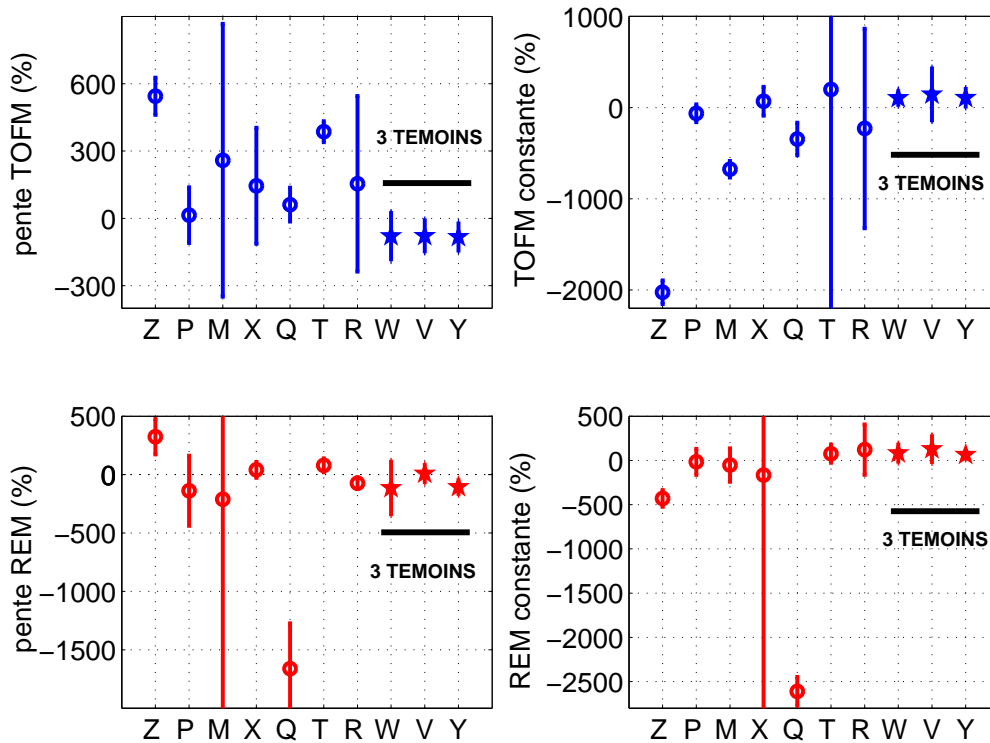 pente TOFM (%)
600
300
0
−300
3 TEMOINS
Z P M X Q T R W V Y
TOFM constante (%)
1000
0
−1000
−2000
3 TEMOINS
Z P M X Q T R W V Y
pente REM (%)
500
0
−500
−1000
−1500
3 TEMOINS
Z P M X Q T R W V Y
REM constante (%)
500
0
−500
−1000
−1500
−2000
−2500
3 TEMOINS
Z P M X Q T R W V Y